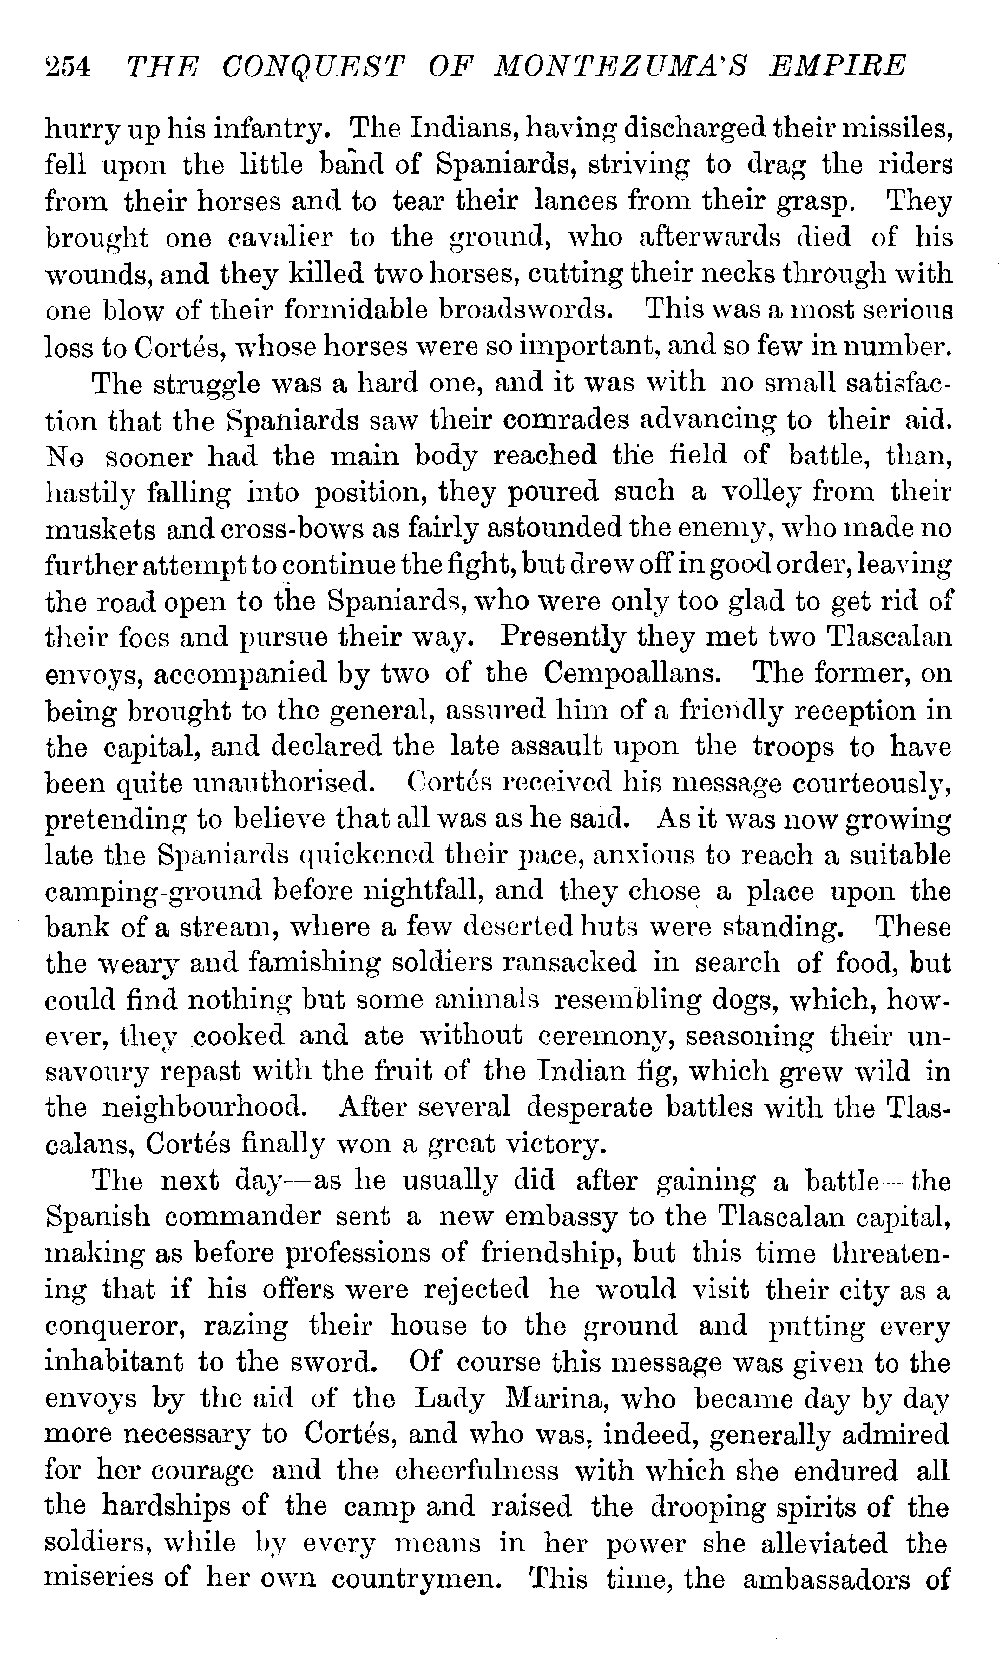 254 THE CONQUEST OF MONTEZUMA'S EMPIRE
hurry up his infantry. The Indians, having discharged their missiles,
fell upon the little band of Spaniards, striving to drag the riders
from their horses and to tear their lances from their grasp. They
brought one cavalier to the ground, who afterwards died of his
wounds, and they killed two horses, cutting their necks through with
one blow of their formidable broadswords. This was a most serious
loss to Cortés, whose horses were so important, and so few in number.
The struggle was a hard one, and it was with no small satisfac-
tion that the Spaniards saw their comrades advancing to their aid.
No sooner had the main body reached the field of battle, than,
hastily falling into position, they poured such a volley from their
muskets and cross-bows as fairly astounded the enemy, who made no
further attempt to continue the fight, but drew off in good order, leaving
the road open to the Spaniards, who were only too glad to get rid of
their foes and pursue their way. Presently they met two Tlascalan
envoys, accompanied by two of the Cempoallans. The former, on
being brought to the general, assured him of a friendly reception in
the capital, and declared the late assault upon the troops to have
been quite unauthorised. Cortés received his message courteously,
pretending to believe that all was as he said. As it was now growing
late the Spaniards quickened their pace, anxious to reach a suitable
camping-ground before nightfall, and they chose a place upon the
bank of a stream, where a few deserted huts were standing. These
the weary and famishing soldiers ransacked in search of food, but
could find nothing but some animals resembling dogs, which, how-
ever, they cooked and ate without ceremony, seasoning their un-
savoury repast with the fruit of the Indian fig, which grew wild in
the neighbourhood. After several desperate battles with the Tlas-
calans, Cortés finally won a great victory.
The next day—as he usually did after gaining a battle—the
Spanish commander sent a new embassy to the Tlascalan capital,
making as before professions of friendship, but this time threaten-
ing that if his offers were rejected he would visit their city as a
conqueror, razing their house to the ground and putting every
inhabitant to the sword. Of course this message was given to the
envoys by the aid of the Lady Marina, who became day by day
more necessary to Cortés, and who was, indeed, generally admired
for her courage and the cheerfulness with which she endured all
the hardships of the camp and raised the drooping spirits of the
soldiers, while by every means in her power she alleviated the
miseries of her own countrymen. This time, the ambassadors of